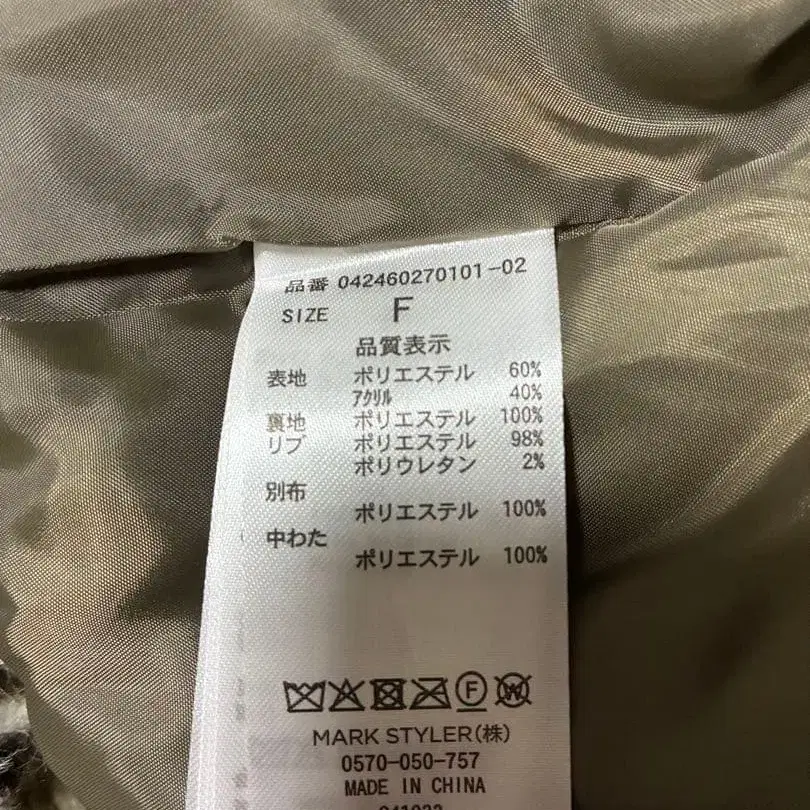 品番 042460270101-02
SIZE F
品質表示
表地 ポリエステル 60%
アクリル 40%
裏地 ポリエステル 100%
リブ ポリエステル 98%
ポリウレタン 2%
別布
ポリエステル 100%
中わた
ポリエステル 100%
F W
MARK STYLER(株)
0570-050-757
MADE IN CHINA